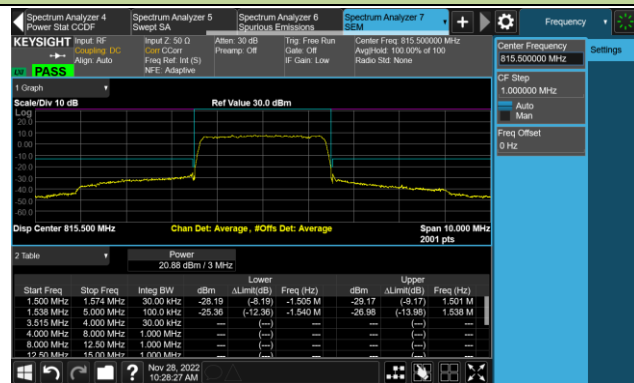 Spectrum Analyzer 4
Power Stat CCDF
Spectrum Analyzer 5
Swept SA
Spectrum Analyzer 6
Spurious Emissions
Spectrum Analyzer 7
SEM
Frequency
KEYSIGHT
Input: RF
Coupling: DC
Align: Auto
Input Z: 50 Ω
Corr CCorr
Freq Ref: Int (S)
NFE: Adaptive
Atten: 30 dB
Preamp: Off
Trig: Free Run
Gate: Off
IF Gain: Low
Center Freq: 815.500000 MHz
Avg|Hold: 100.00% of 100
Radio Std: None
PASS
Center Frequency
815.500000 MHz
Settings
CF Step
1.000000 MHz
Auto
Man
Freq Offset
0 Hz
1 Graph
Scale/Div 10 dB
Ref Value 30.0 dBm
Log
20.0
10.0
0.00
-10.0
-20.0
-30.0
-40.0
-50.0
-60.0
Disp Center 815.500 MHz
Chan Det: Average, #Offs Det: Average
Span 10.000 MHz
2001 pts
2 Table
Power
20.88 dBm / 3 MHz
Lower Upper
Start Freq Stop Freq Integ BW dBm ΔLimit(dB) Freq (Hz) dBm ΔLimit(dB) Freq (Hz)
1.500 MHz 1.574 MHz 30.00 kHz -28.19 (-8.19) -1.505 M -29.17 (-9.17) 1.501 M
1.538 MHz 5.000 MHz 100.0 kHz -25.36 (-12.36) -1.540 M -26.98 (-13.98) 1.538 M
3.515 MHz 4.000 MHz 30.00 kHz --- (---) --- --- (---) ---
4.000 MHz 8.000 MHz 1.000 MHz --- (---) --- --- (---) ---
8.000 MHz 12.50 MHz 1.000 MHz --- (---) --- --- (---) ---
12.50 MHz 15.00 MHz 1.000 MHz --- (---) --- --- (---) ---
Nov 28, 2022
10:28:27 AM